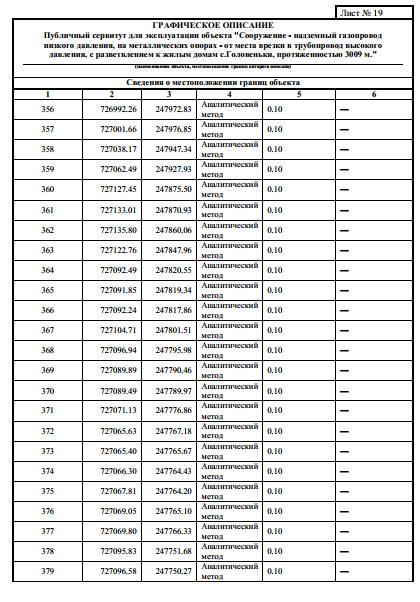 Лист № 19
ГРАФИЧЕСКОЕ ОПИСАНИЕ
Публичный сервитут для эксплуатации объекта "Сооружение - надземный газопровод
низкого давления, на металлических опорах - от места врезки в трубопровод высокого
давления, с разветвлением к жилым домам с.Головеньки, протяженностью 3009 м."
(наименование объекта, местоположение границ которого описано)
Сведения о местоположении границ объекта
1 2 3 4 5 6
356 726992.26 247972.83 Аналитический метод 0.10 —
357 727001.66 247976.85 Аналитический метод 0.10 —
358 727038.17 247947.34 Аналитический метод 0.10 —
359 727062.49 247927.93 Аналитический метод 0.10 —
360 727127.45 247875.50 Аналитический метод 0.10 —
361 727133.01 247870.93 Аналитический метод 0.10 —
362 727135.80 247860.06 Аналитический метод 0.10 —
363 727122.76 247847.96 Аналитический метод 0.10 —
364 727092.49 247820.55 Аналитический метод 0.10 —
365 727091.85 247819.34 Аналитический метод 0.10 —
366 727092.24 247817.86 Аналитический метод 0.10 —
367 727104.71 247801.51 Аналитический метод 0.10 —
368 727096.94 247795.98 Аналитический метод 0.10 —
369 727089.89 247790.46 Аналитический метод 0.10 —
370 727089.49 247789.97 Аналитический метод 0.10 —
371 727071.13 247776.86 Аналитический метод 0.10 —
372 727065.63 247767.18 Аналитический метод 0.10 —
373 727065.40 247765.67 Аналитический метод 0.10 —
374 727066.30 247764.43 Аналитический метод 0.10 —
375 727067.81 247764.20 Аналитический метод 0.10 —
376 727069.05 247765.10 Аналитический метод 0.10 —
377 727069.80 247766.33 Аналитический метод 0.10 —
378 727095.83 247751.68 Аналитический метод 0.10 —
379 727096.58 247750.27 Аналитический метод 0.10 —